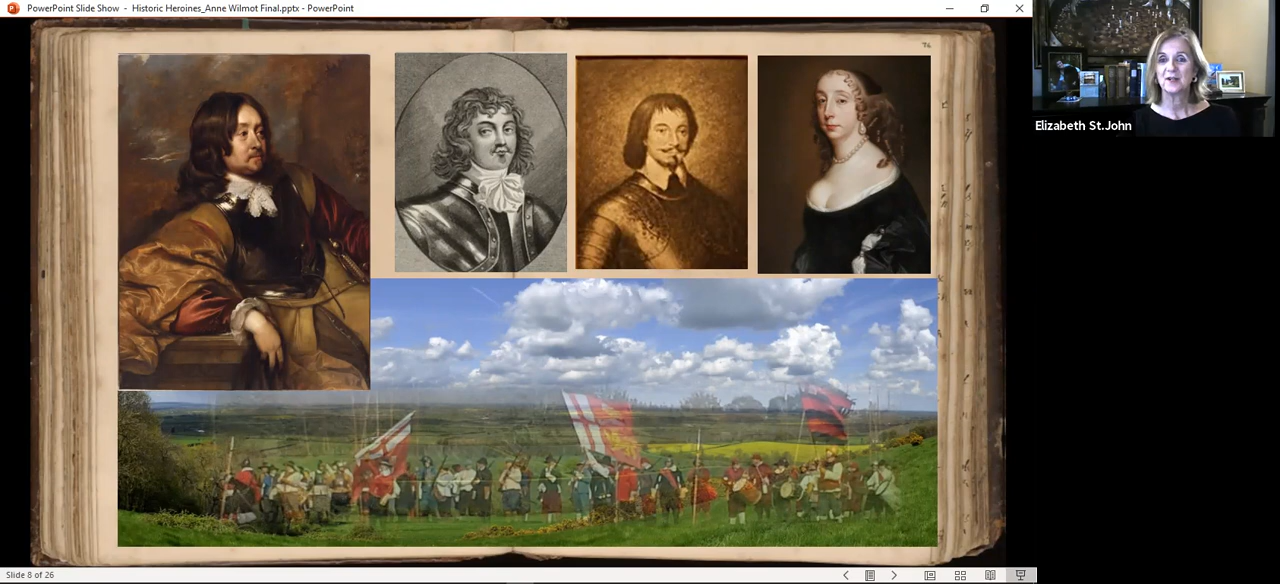 PowerPoint Slide Show - Historic Heroines_Anne Wilmot Final.pptx - PowerPoint
Elizabeth St.John
Slide 8 of 26